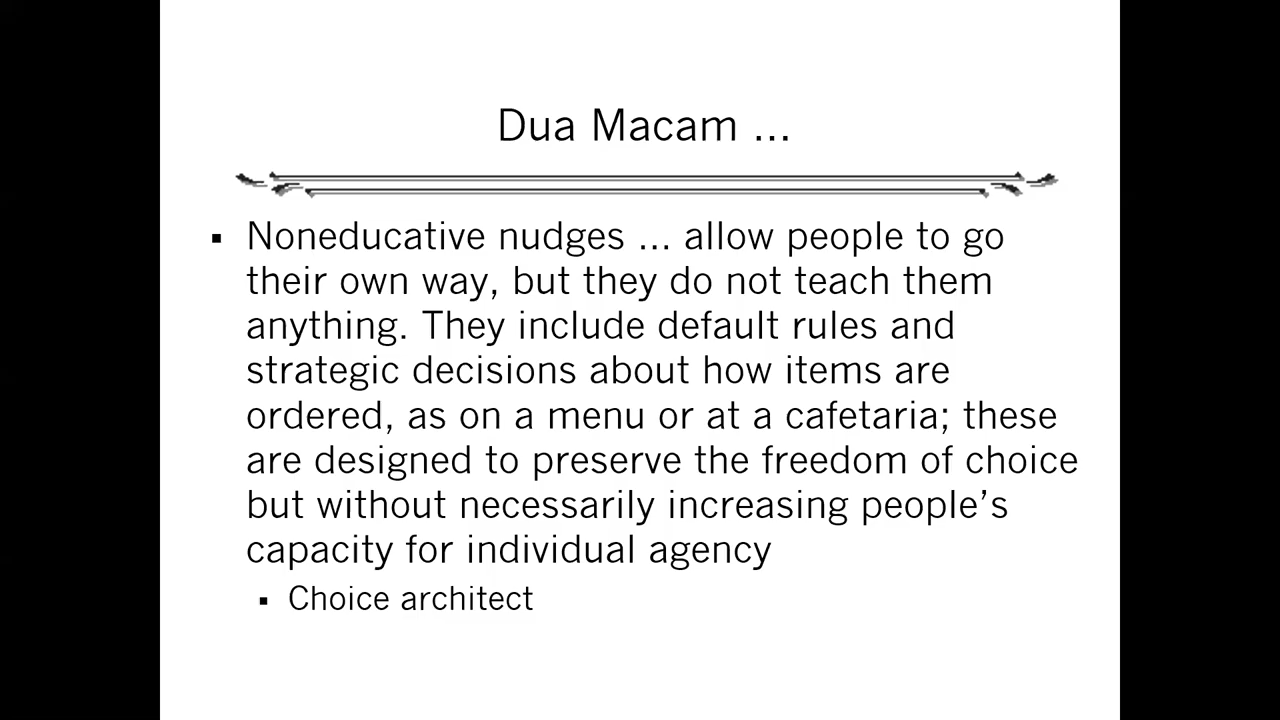 Dua Macam ...
▪ Noneducative nudges ... allow people to go
their own way, but they do not teach them
anything. They include default rules and
strategic decisions about how items are
ordered, as on a menu or at a cafetaria; these
are designed to preserve the freedom of choice
but without necessarily increasing people’s
capacity for individual agency
▪ Choice architect